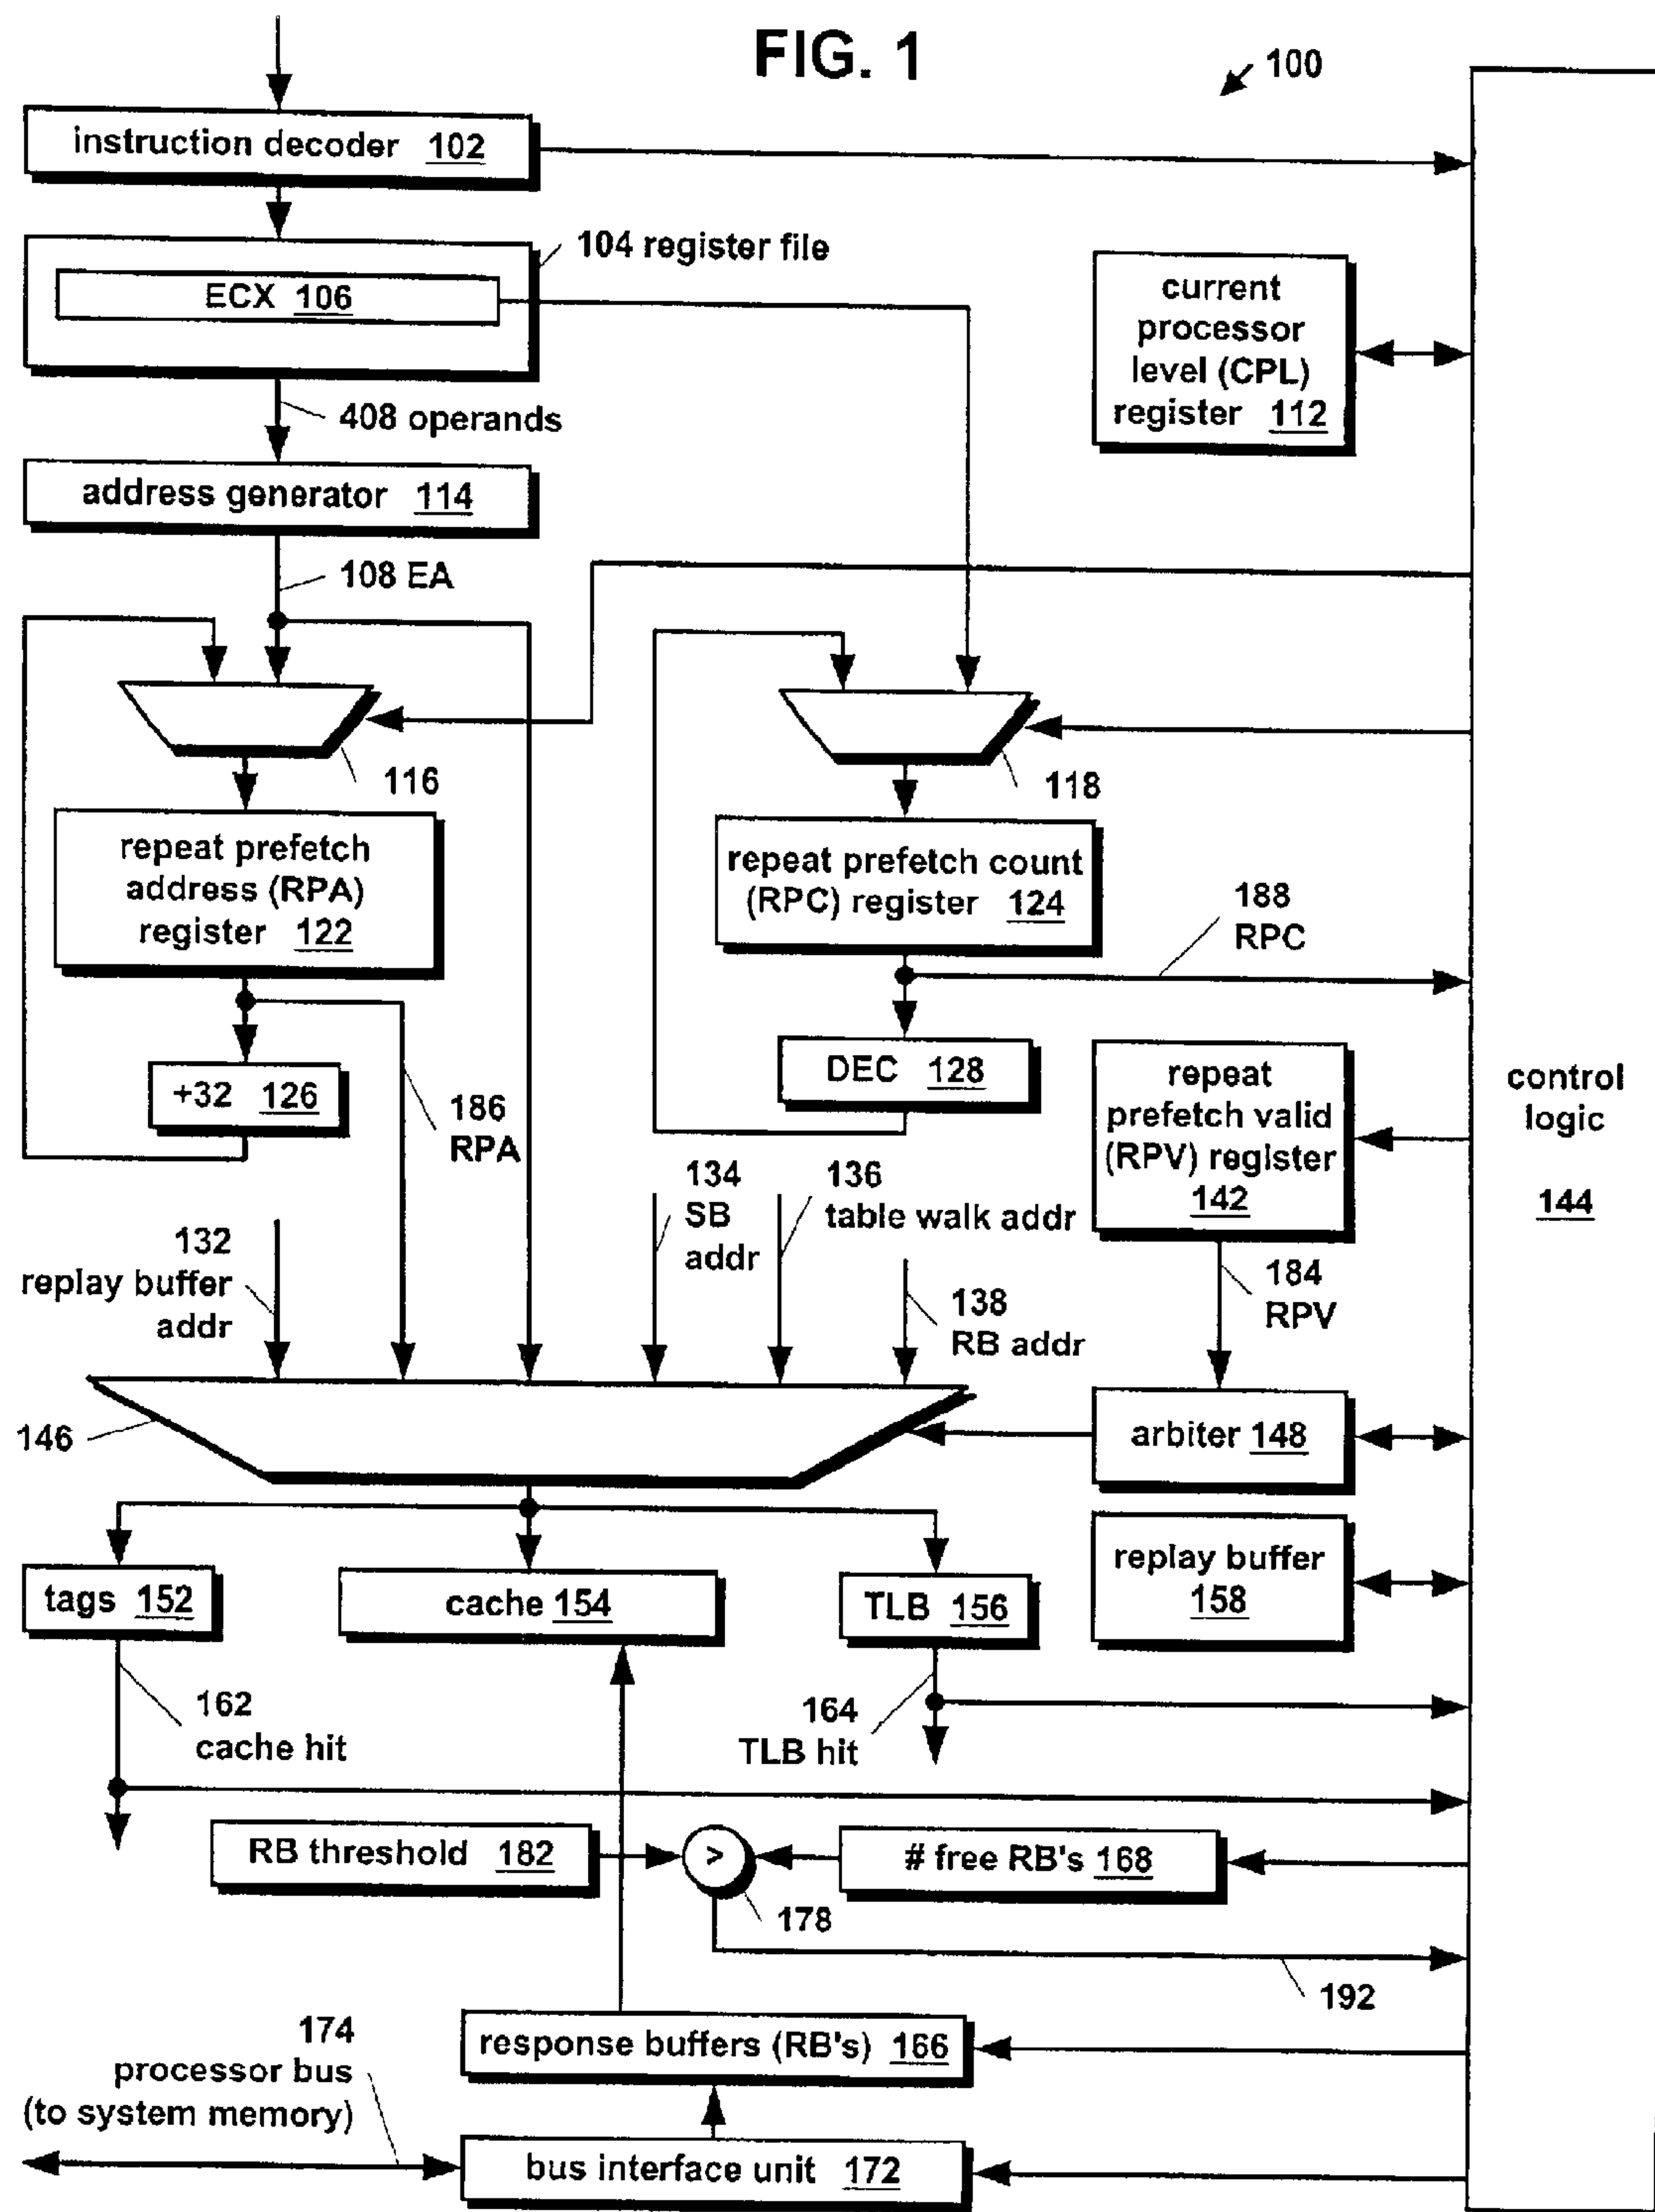 FIG. 1
100
instruction decoder 102
104 register file
ECX 106
current
processor
level (CPL)
register 112
408 operands
address generator 114
108 EA
116
118
repeat prefetch
address (RPA)
register 122
repeat prefetch count
(RPC) register 124
188
RPC
+32 126
186
RPA
DEC 128
repeat
prefetch valid
(RPV) register
142
control
logic
144
132
replay buffer
addr
134
SB
addr
136
table walk addr
138
RB addr
184
RPV
146
arbiter 148
tags 152
cache 154
TLB 156
replay buffer
158
162
cache hit
164
TLB hit
RB threshold 182
>
# free RB's 168
178
192
174
processor bus
(to system memory)
response buffers (RB's) 166
bus interface unit 172